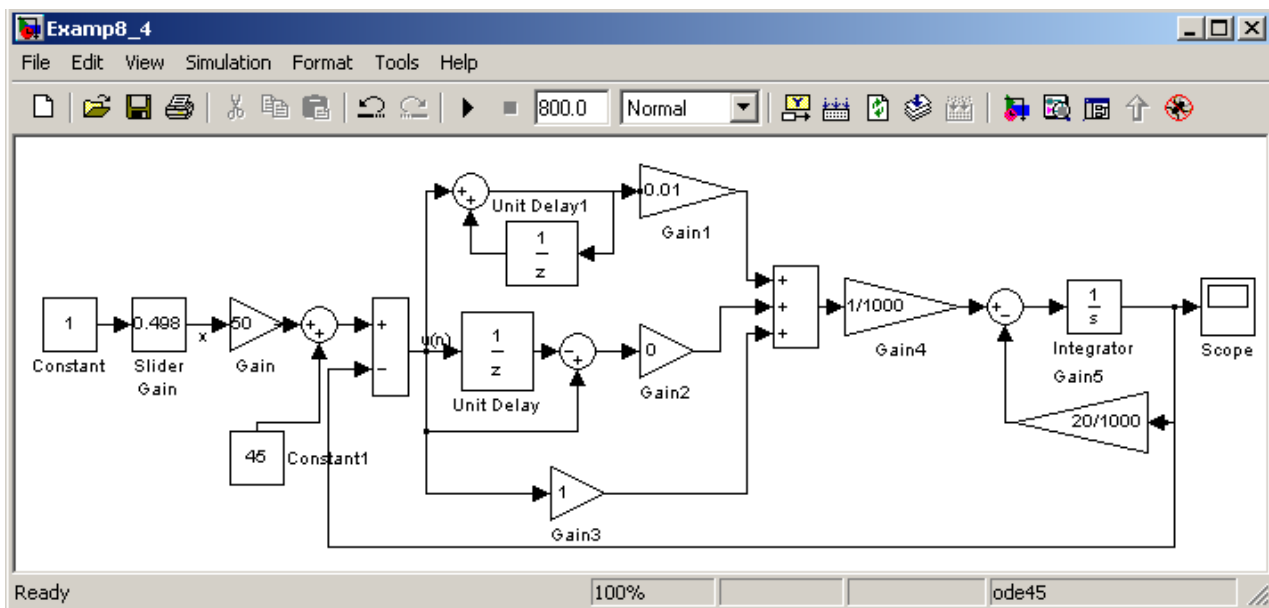 Examp8_4
File Edit View Simulation Format Tools Help
800.0 Normal
0.01
Unit Delay1
Gain1
1
z
1 0.498 50 1/1000 1
s
x
u(n)
1
z
0
Constant Slider Gain Gain Gain4 Integrator Scope
Gain2
Gain5
Unit Delay
20/1000
45 Constant1
1
Gain3
Ready 100% ode45